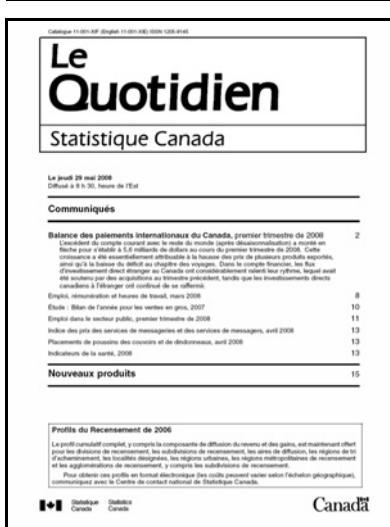 Catalogue 11-001-XIF (English 11-001-XIE) ISSN 1205-9145
Le
Quotidien
Statistique Canada
Le jeudi 29 mai 2008
Diffusé à 8 h 30, heure de l'Est
Communiqués
Balance des paiements internationaux du Canada, premier trimestre de 2008 2
L'excédent du compte courant avec le reste du monde (après désaisonnalisation) a monté en
flèche pour s'établir à 5,6 milliards de dollars au cours du premier trimestre de 2008. Cette
croissance a été essentiellement attribuable à la hausse des prix de plusieurs produits exportés,
ainsi qu'à la baisse du déficit au chapitre des voyages. Dans le compte financier, les flux
d'investissement direct étranger au Canada ont considérablement ralenti leur rythme, lequel avait
été soutenu par des acquisitions au trimestre précédent, tandis que les investissements directs
canadiens à l'étranger ont continué de se raffermir.
Emploi, rémunération et heures de travail, mars 2008 8
Étude : Bilan de l'année pour les ventes en gros, 2007 10
Emploi dans le secteur public, premier trimestre de 2008 11
Indice des prix des services de messageries et des services de messagers, avril 2008 13
Placements de poussins des couvoirs et de dindonneaux, avril 2008 13
Indicateurs de la santé, 2008 13
Nouveaux produits 15
Profils du Recensement de 2006
Le profil cumulatif complet, y compris la composante de diffusion du revenu et des gains, est maintenant offert
pour les divisions de recensement, les subdivisions de recensement, les aires de diffusion, les régions de tri
d'acheminement, les localités désignées, les régions urbaines, les régions métropolitaines de recensement
et les agglomérations de recensement, y compris les subdivisions de recensement.
Pour obtenir ces profils en format électronique (les coûts peuvent varier selon l'échelon géographique),
communiquez avec le Centre de contact national de Statistique Canada.
Statistique Canada
Statistics Canada
Canada